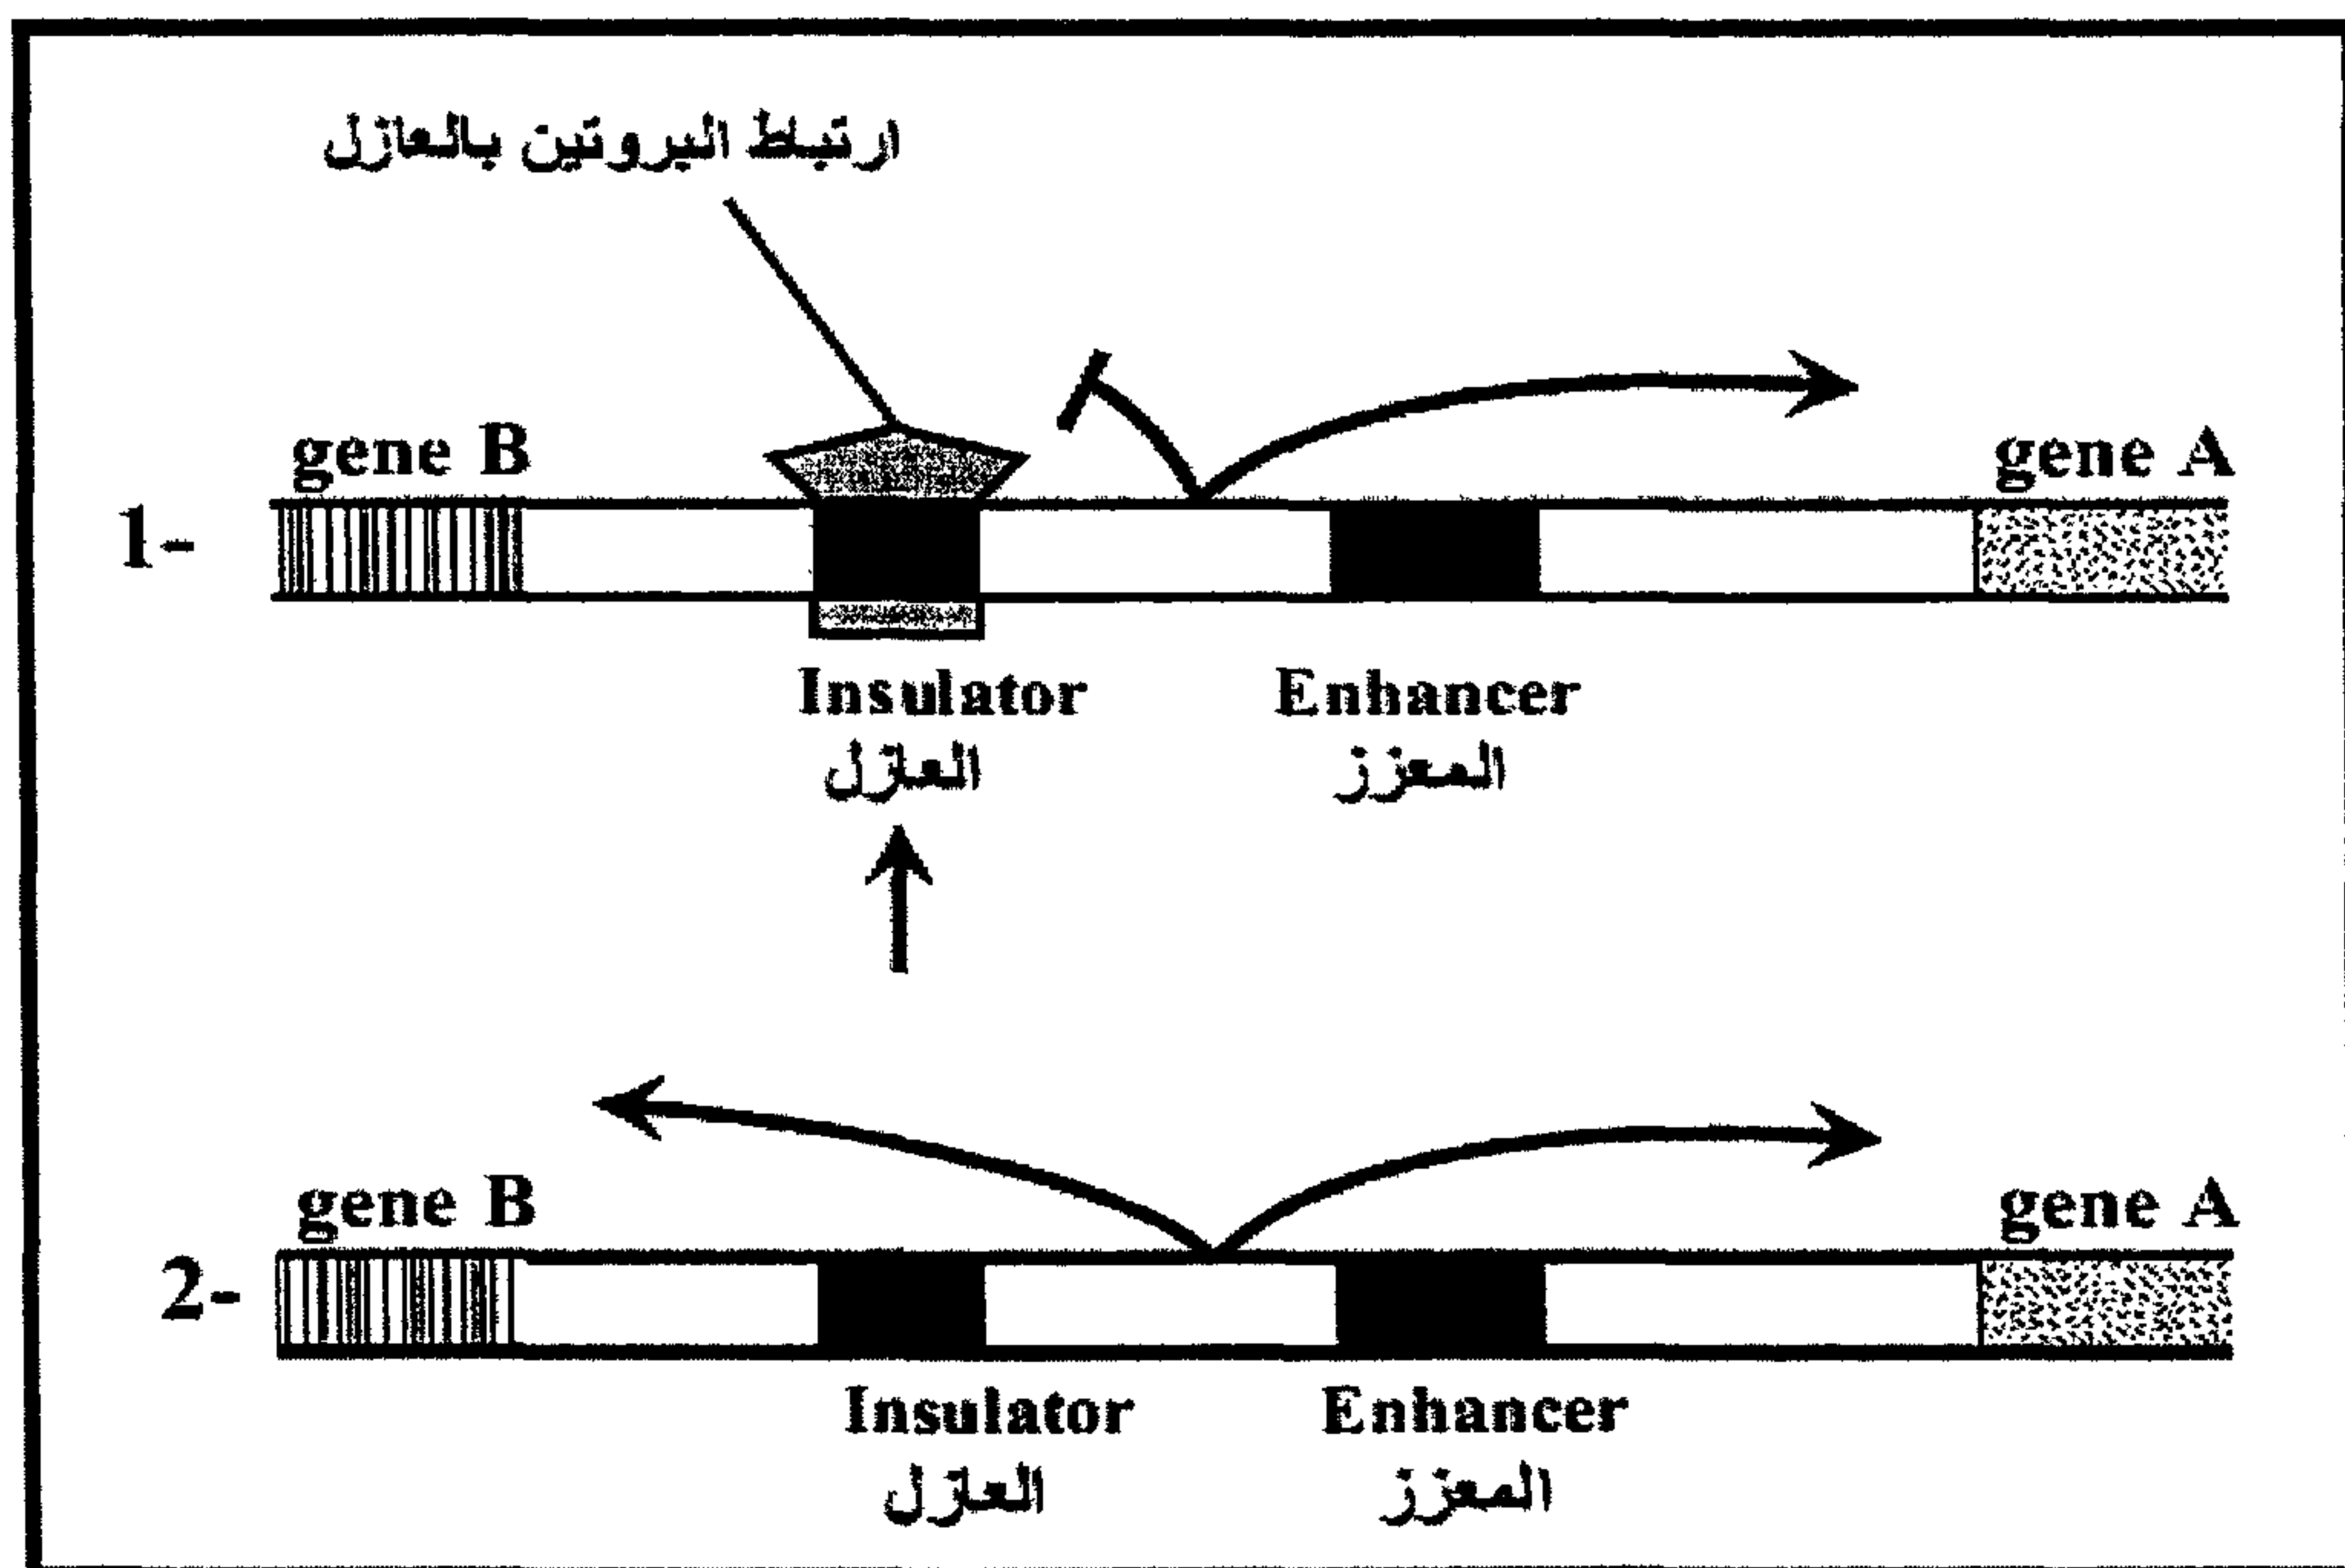 ارتباط البروتين بالعازل
gene B gene A
1-
Insulator Enhancer
العازل المعزز
gene B gene A
2-
Insulator Enhancer
العازل المعزز